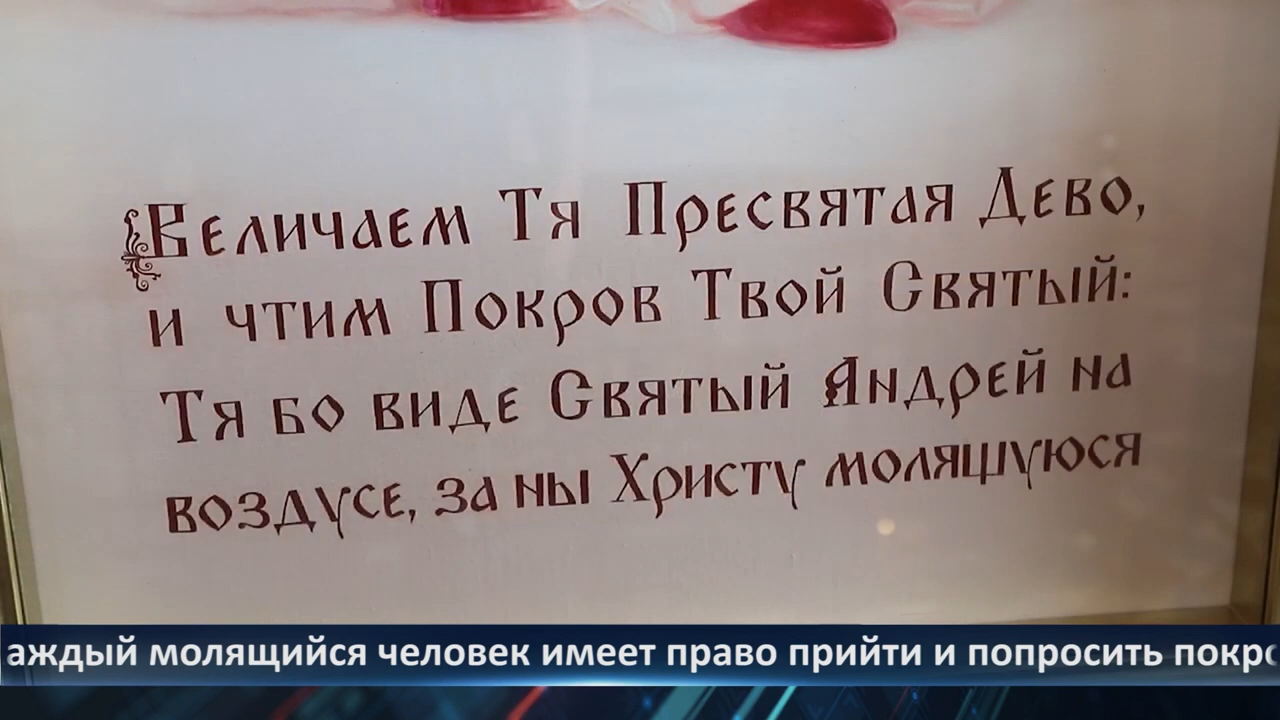 Величаем Тя Пресвятая Дево,
и чтим Покров Твой Святый:
Тя бо виде Святый Андрей на
воздусе, за ны Христу молящуюся
аждый молящийся человек имеет право прийти и попросить покро